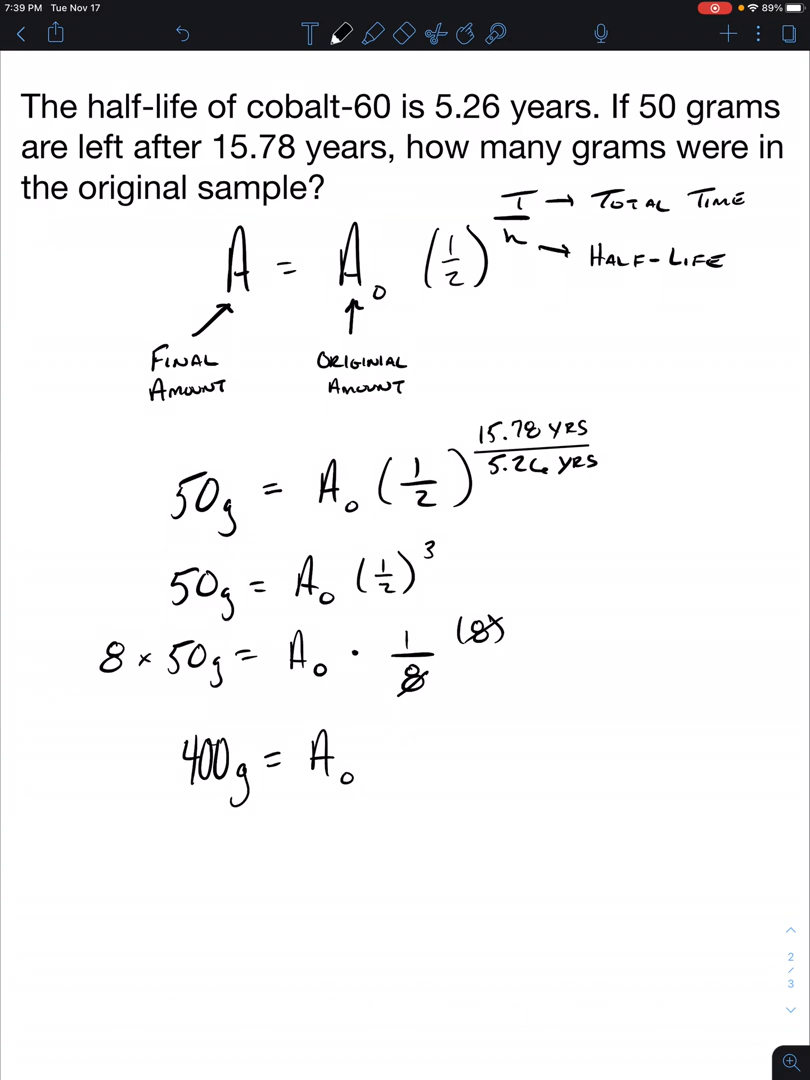 7:39 PM Tue Nov 17
89%
The half-life of cobalt-60 is 5.26 years. If 50 grams
are left after 15.78 years, how many grams were in
the original sample?
T → TOTAL TIME
h → HALF-LIFE
A = A₀ (1/2)
FINAL AMOUNT
ORIGINIAL AMOUNT
50g = A₀ (1/2)^(15.78 YRS / 5.26 YRS)
50g = A₀ (1/2)³
8 × 50g = A₀ · 1/8 (8)
400g = A₀
2
/
3